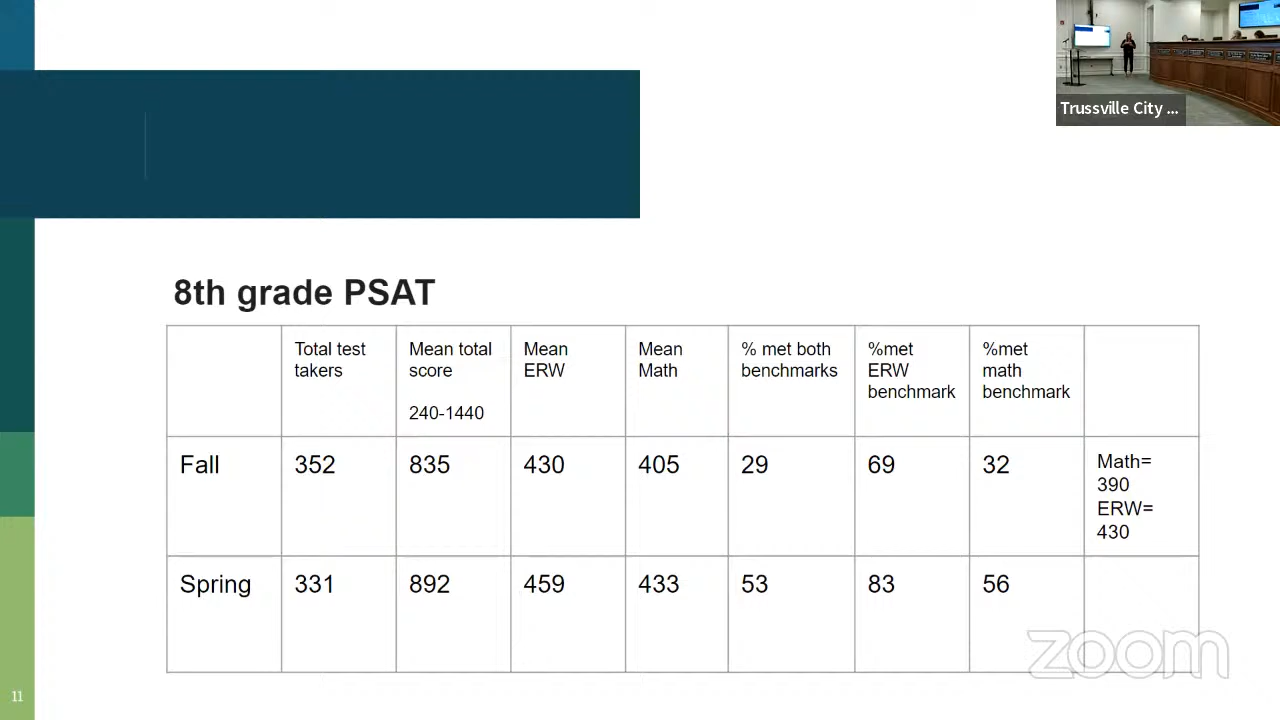 Trussville City ...
8th grade PSAT
Total test
takers
Mean total
score
240-1440
Mean
ERW
Mean
Math
% met both
benchmarks
%met
ERW
benchmark
%met
math
benchmark
Fall
352
835
430
405
29
69
32
Math=
390
ERW=
430
Spring
331
892
459
433
53
83
56
zoom
11